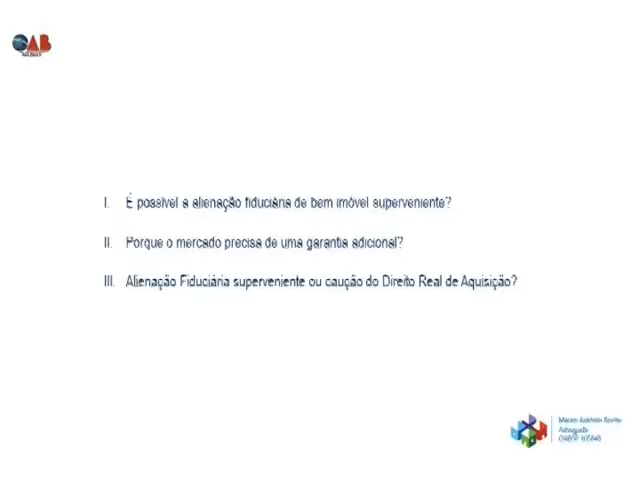 OAB
I. É possível a alienação fiduciária de bem imóvel superveniente?
II. Porque o mercado precisa de uma garantia adicional?
III. Alienação Fiduciária superveniente ou caução do Direito Real de Aquisição?
Advogado